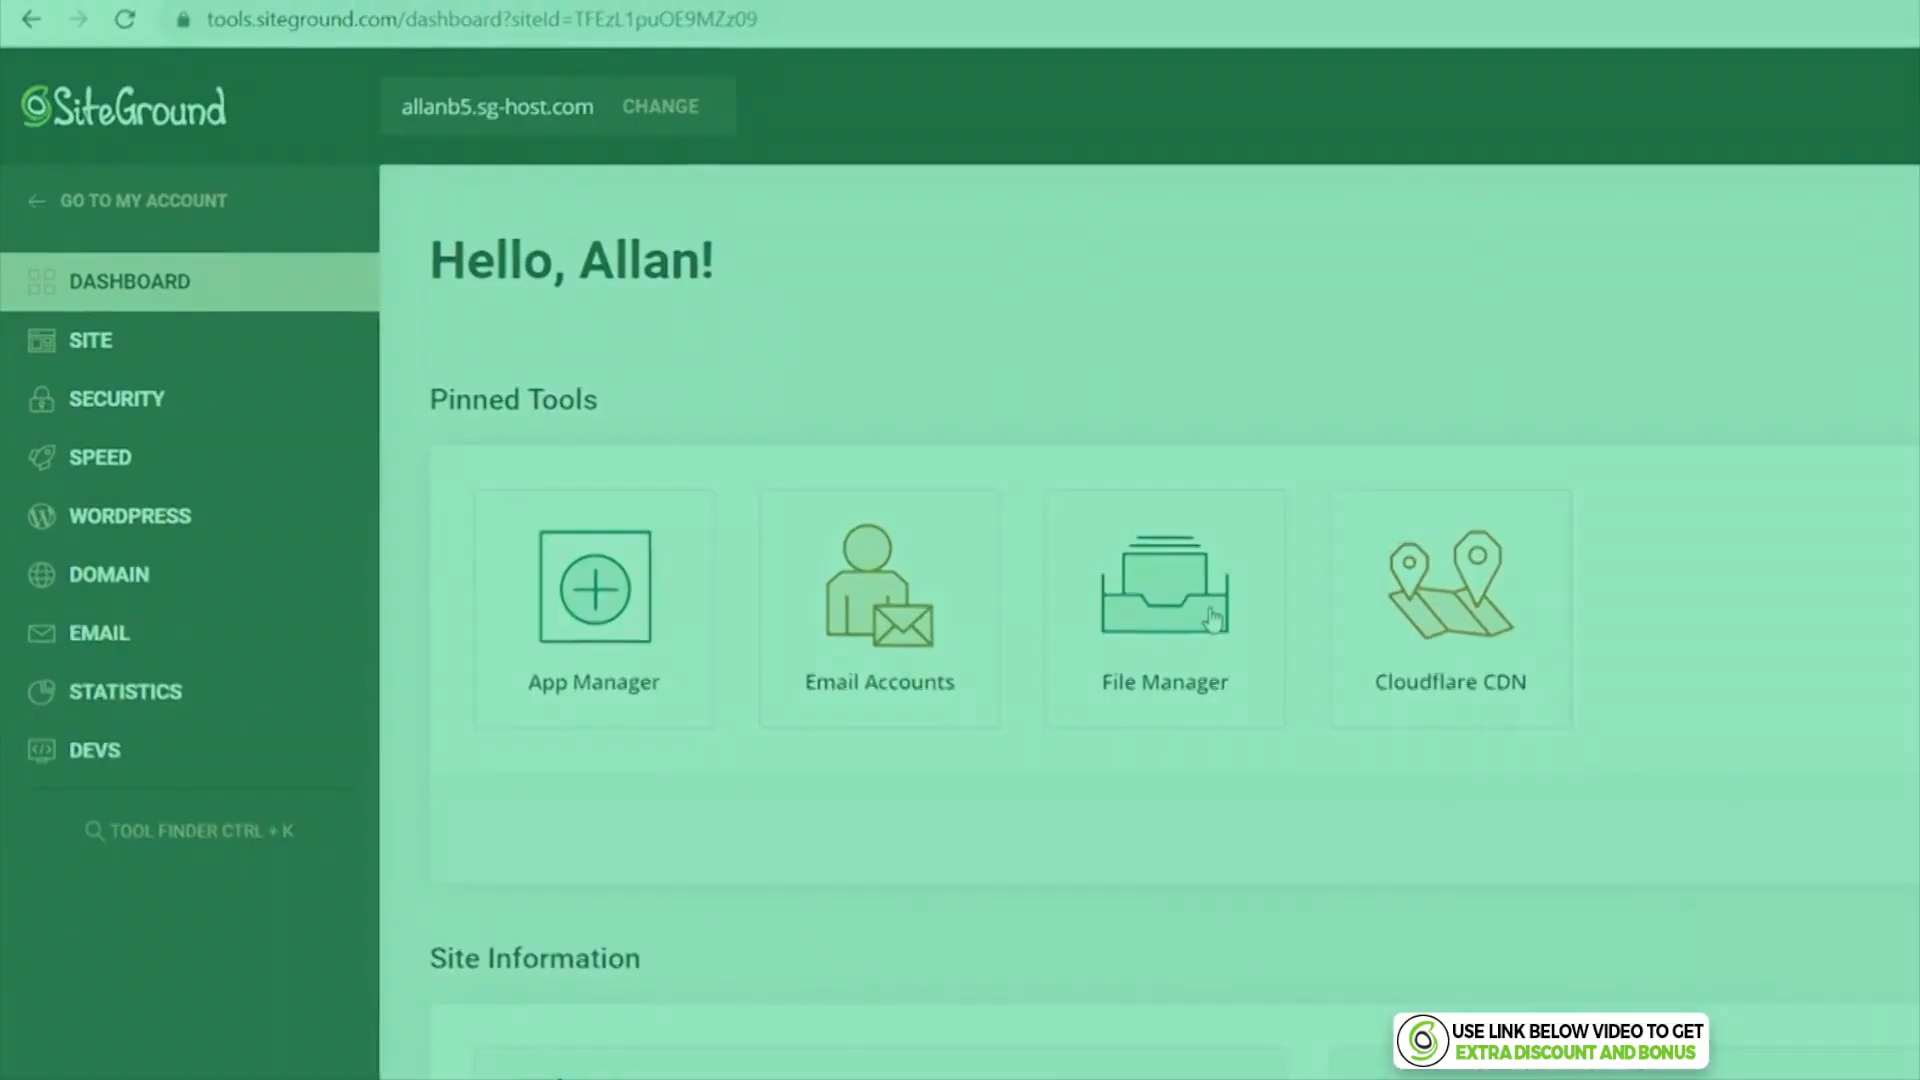 tools.siteground.com/dashboard?siteId=TFEzL1puOE9MZz09
SiteGround
allanb5.sg-host.com CHANGE
GO TO MY ACCOUNT
DASHBOARD
SITE
SECURITY
SPEED
WORDPRESS
DOMAIN
EMAIL
STATISTICS
DEVS
TOOL FINDER CTRL + K
Hello, Allan!
Pinned Tools
App Manager
Email Accounts
File Manager
Cloudflare CDN
Site Information
USE LINK BELOW VIDEO TO GET
EXTRA DISCOUNT AND BONUS